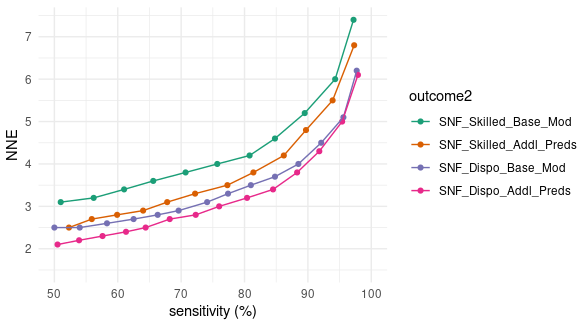 7
6
5
4
3
2
NNE
50
60
70
80
90
100
sensitivity (%)
outcome2
SNF_Skilled_Base_Mod
SNF_Skilled_Addl_Preds
SNF_Dispo_Base_Mod
SNF_Dispo_Addl_Preds